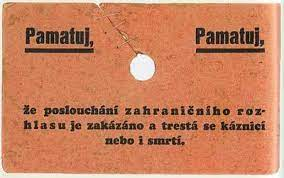 Pamatuj, Pamatuj,
že poslouchání zahraničního roz-
hlasu je zakázáno a trestá se káznicí
nebo i smrtí.